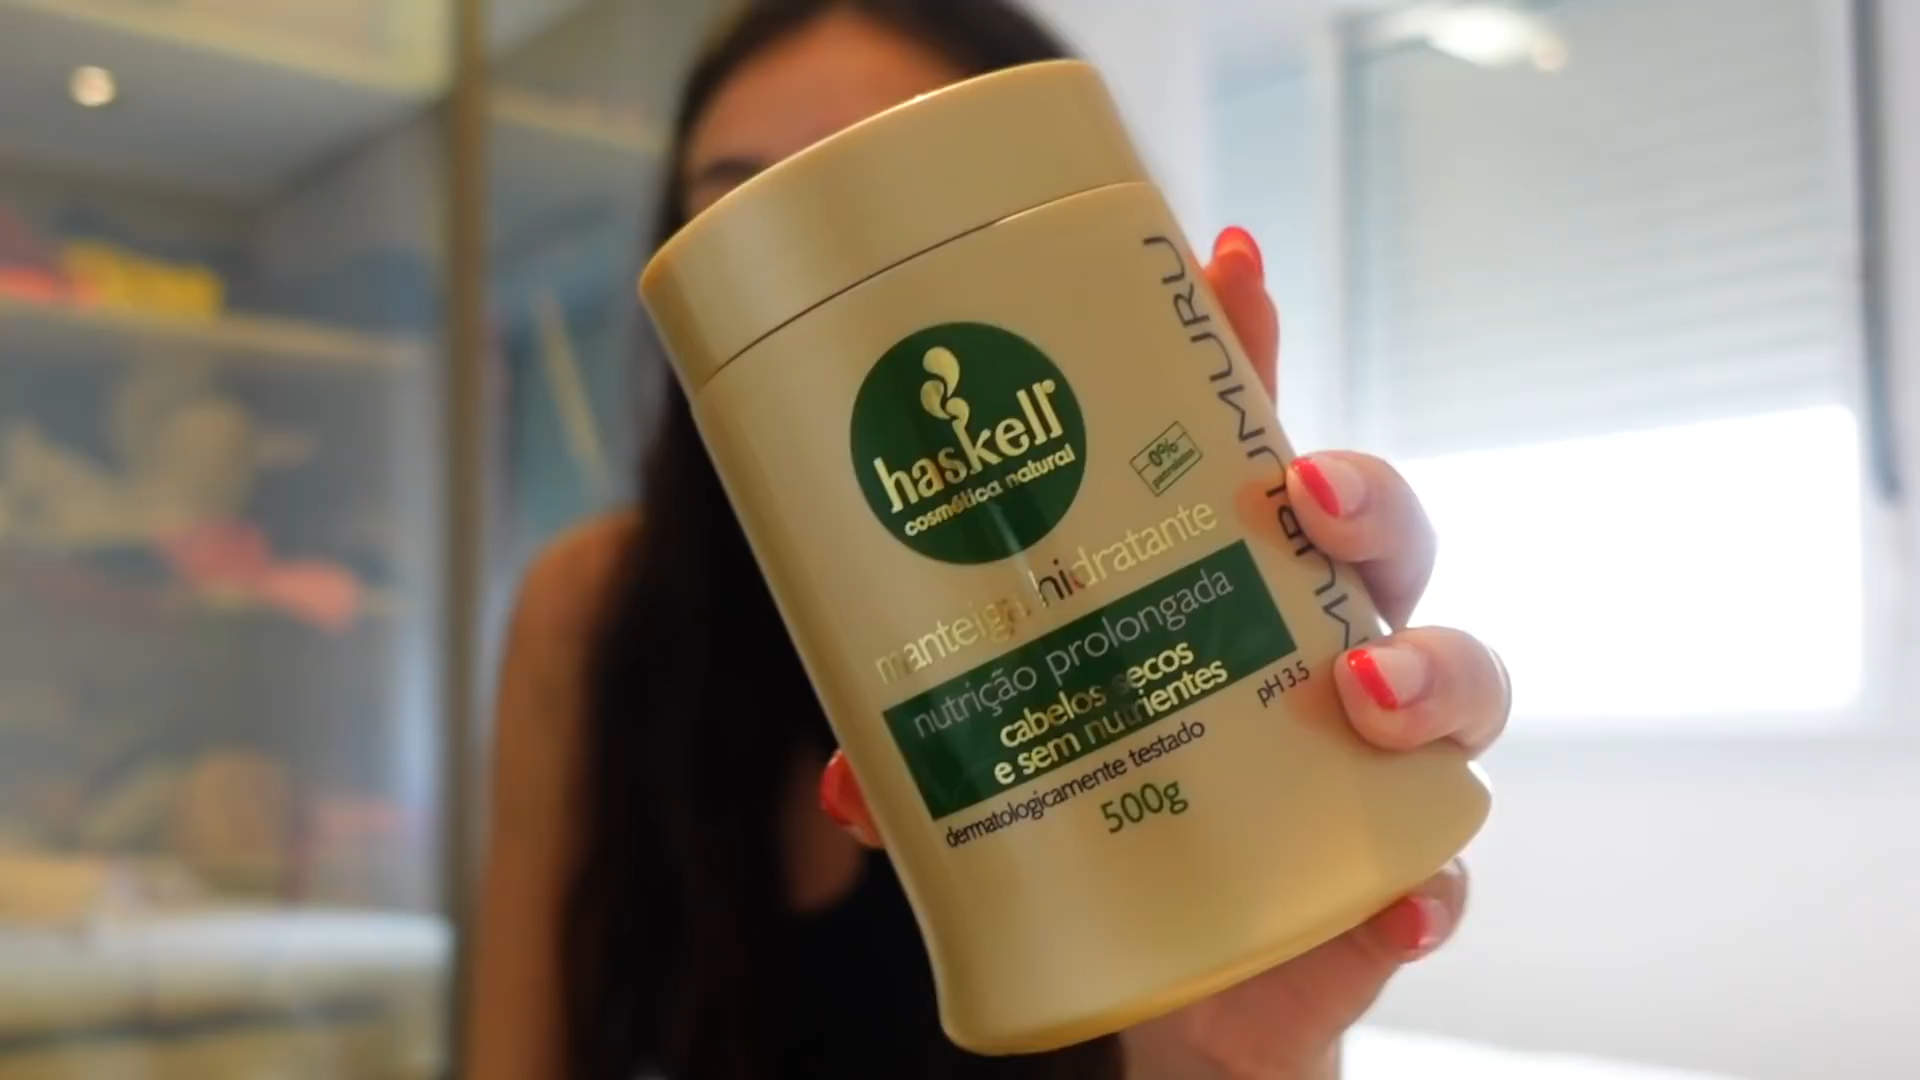 haskell
cosmética natural
0%
petrolatos
manteiga hidratante
nutrição prolongada
cabelos secos
e sem nutrientes
dermatologicamente testado
pH 3.5
500g
MURUMURU